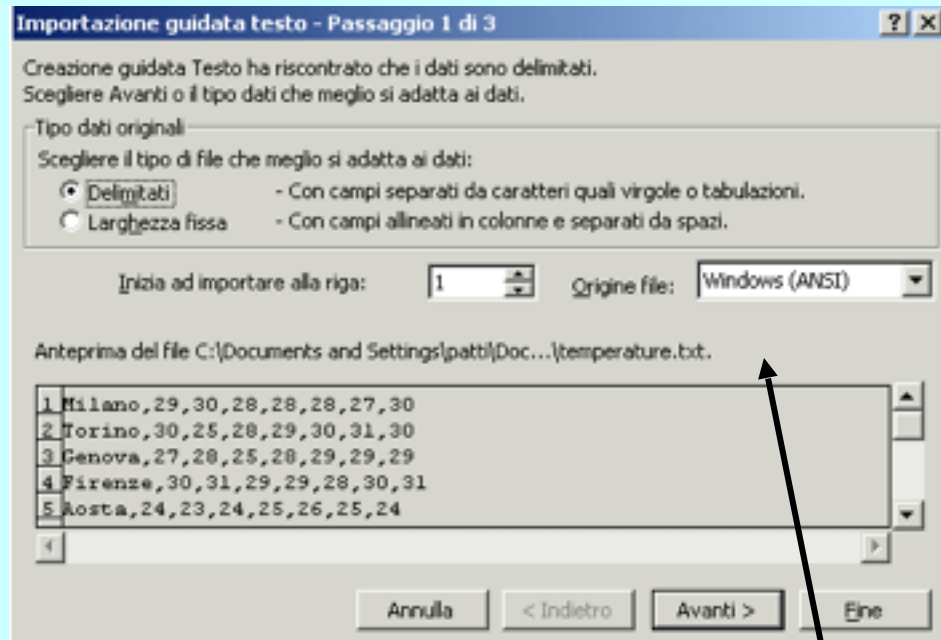 Importazione guidata testo - Passaggio 1 di 3
Creazione guidata Testo ha riscontrato che i dati sono delimitati.
Scegliere Avanti o il tipo dati che meglio si adatta ai dati.
Tipo dati originali
Scegliere il tipo di file che meglio si adatta ai dati:
Delimitati - Con campi separati da caratteri quali virgole o tabulazioni.
Larghezza fissa - Con campi allineati in colonne e separati da spazi.
Inizia ad importare alla riga: 1 Origine file: Windows (ANSI)
Anteprima del file C:\Documents and Settings\patti\Doc...\temperature.txt.
1 Milano,29,30,28,28,28,27,30
2 Torino,30,25,28,29,30,31,30
3 Genova,27,28,25,28,29,29,29
4 Firenze,30,31,29,29,28,30,31
5 Aosta,24,23,24,25,26,25,24
Annulla < Indietro Avanti > Fine